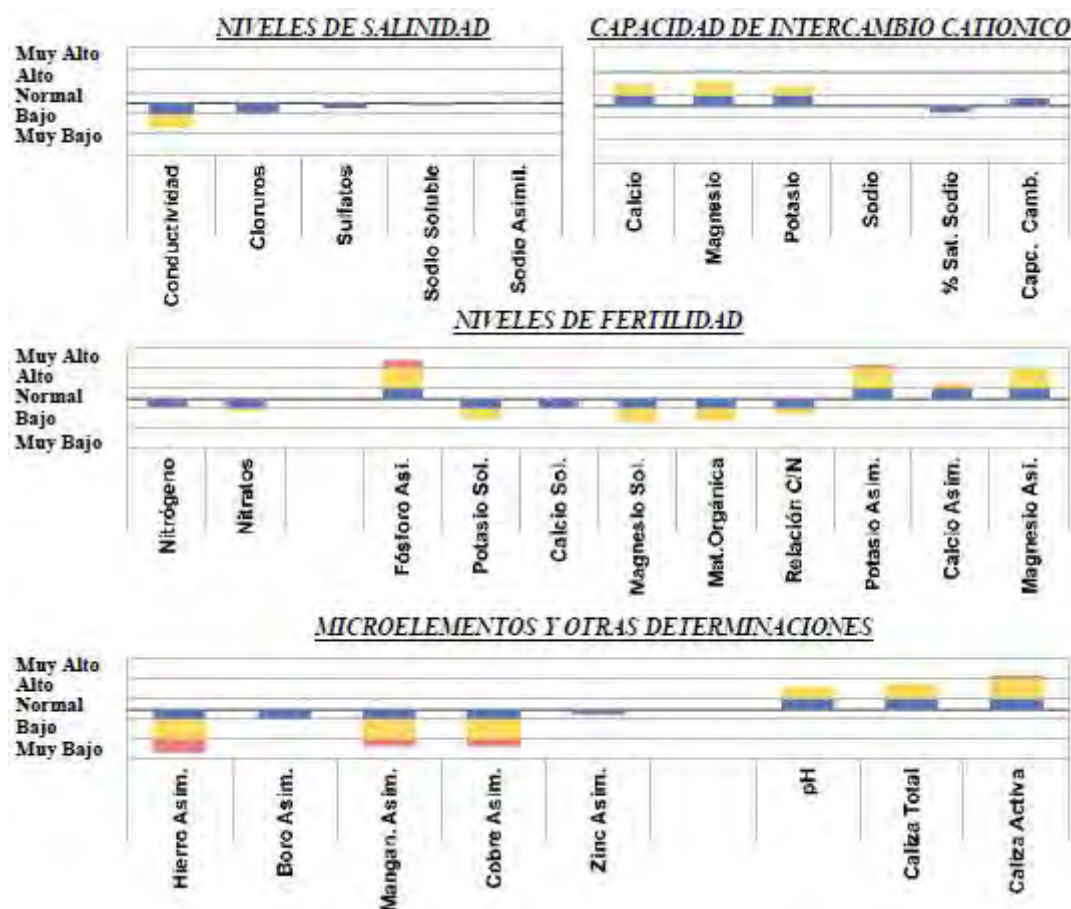 NIVELES DE SALINIDAD
Muy Alto
Alto
Normal
Bajo
Muy Bajo
Conductividad
Cloruros
Sulfatos
Sodio Soluble
Sodio Asimil.
CAPACIDAD DE INTERCAMBIO CATIONICO
Calcio
Magnesio
Potasio
Sodio
% Sat. Sodio
Capc. Camb.
NIVELES DE FERTILIDAD
Muy Alto
Alto
Normal
Bajo
Muy Bajo
Nitrógeno
Nitratos
Fósforo Asi.
Potasio Sol.
Calcio Sol.
Magnesio Sol.
Mat.Orgánica
Relación C/N
Potasio Asim.
Calcio Asim.
Magnesio Asi.
MICROELEMENTOS Y OTRAS DETERMINACIONES
Muy Alto
Alto
Normal
Bajo
Muy Bajo
Hierro Asim.
Boro Asim.
Mangan. Asim.
Cobre Asim.
Zinc Asim.
pH
Caliza Total
Caliza Activa